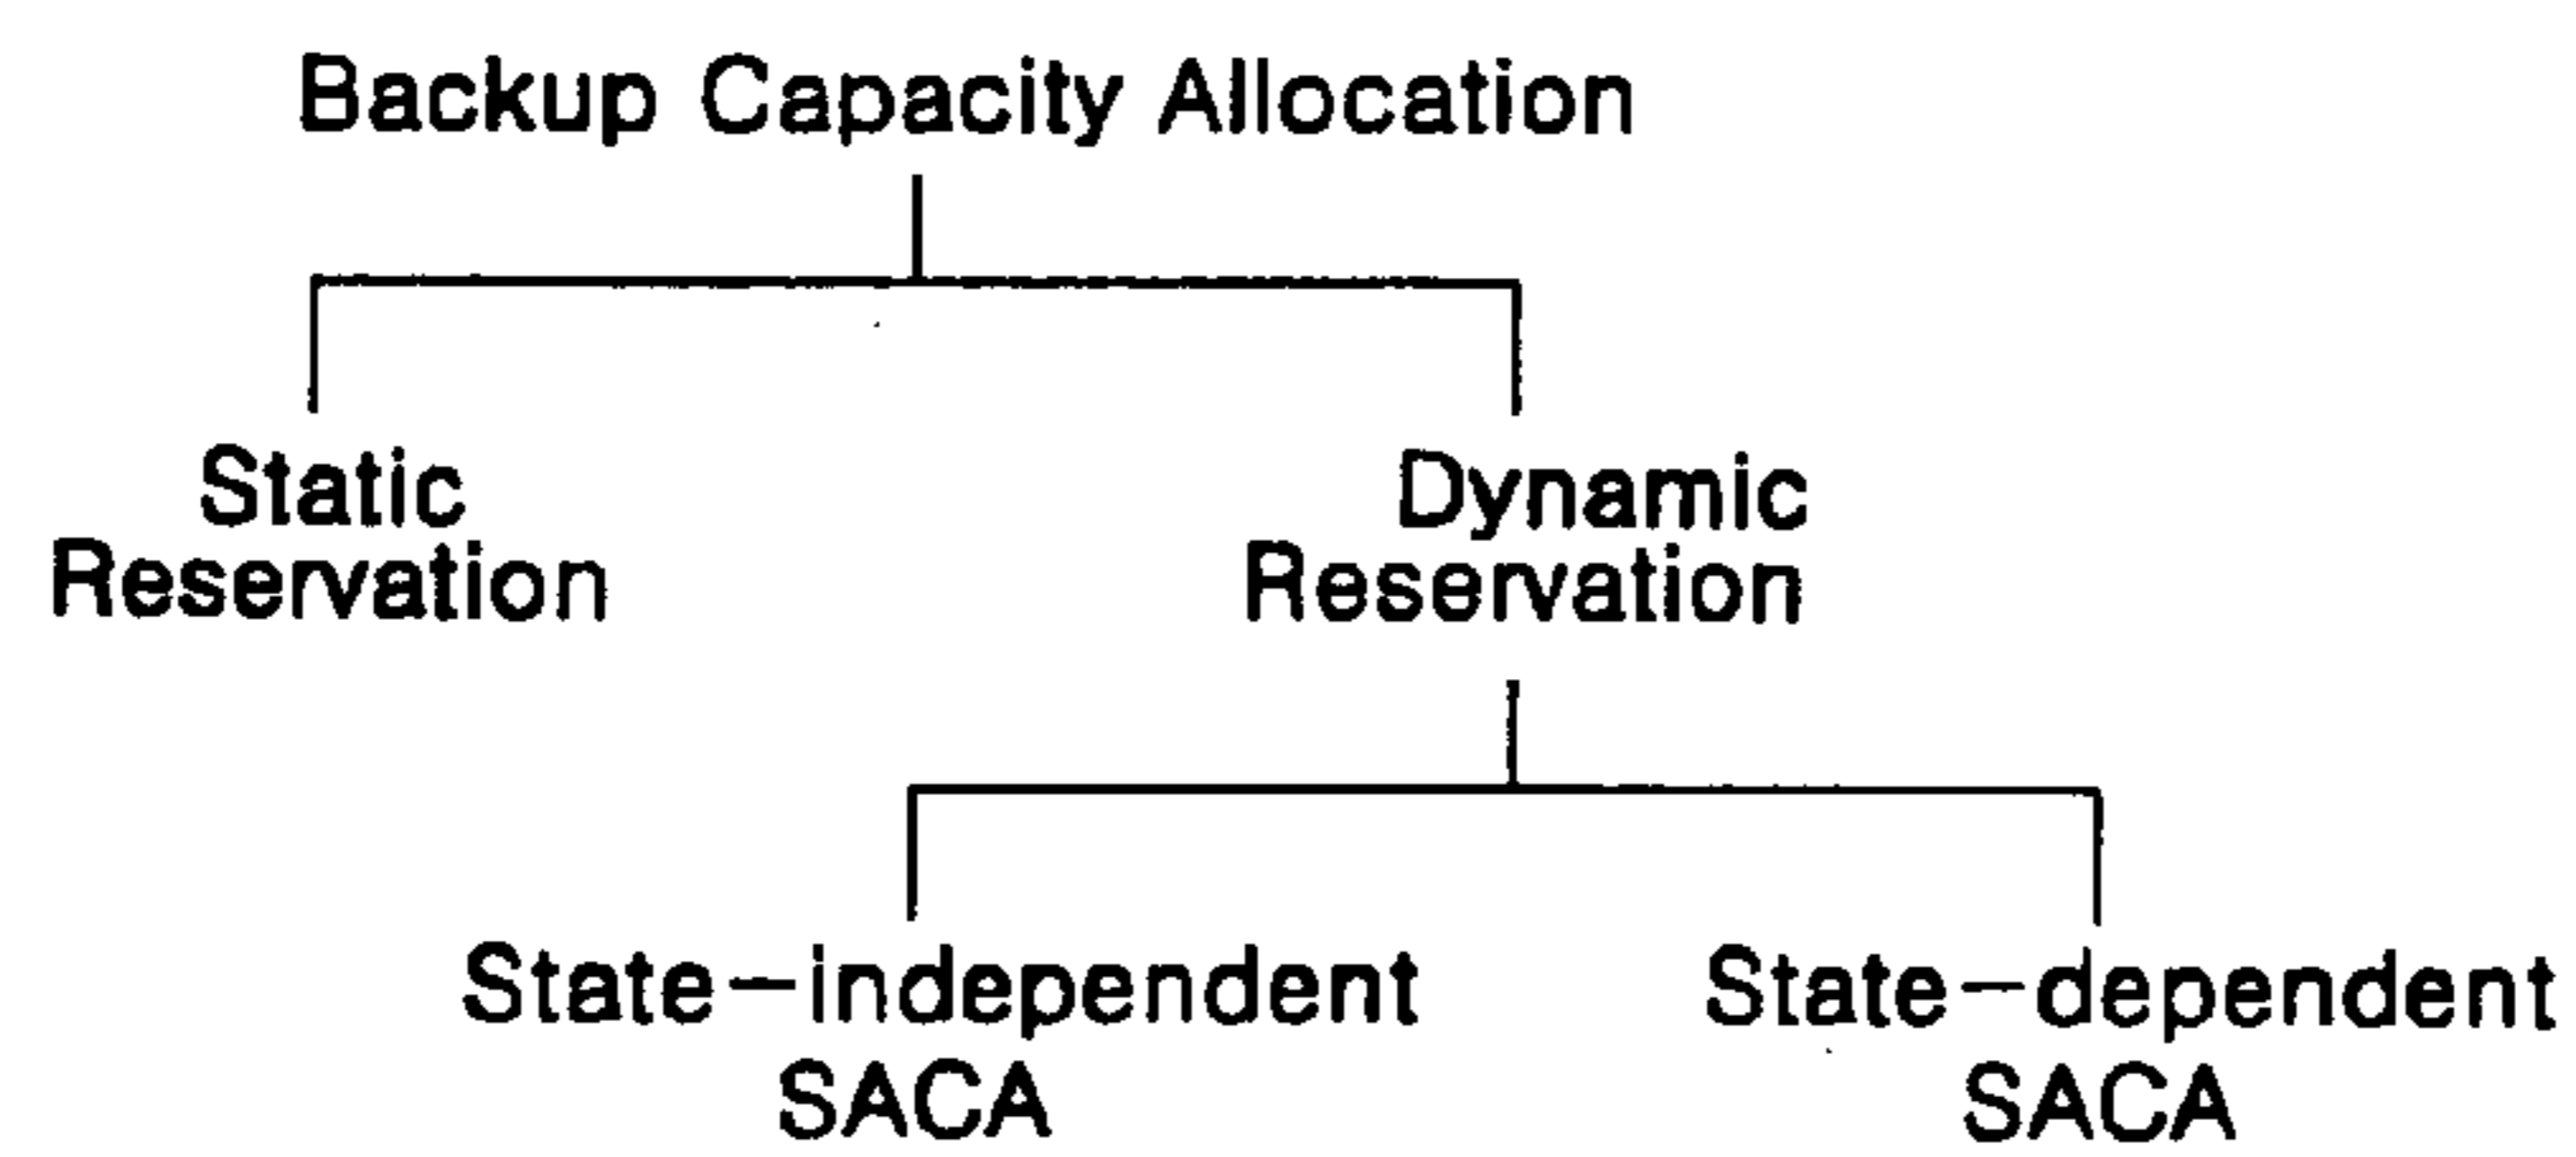 Backup Capacity Allocation
Static
Reservation
Dynamic
Reservation
State-independent
SACA
State-dependent
SACA